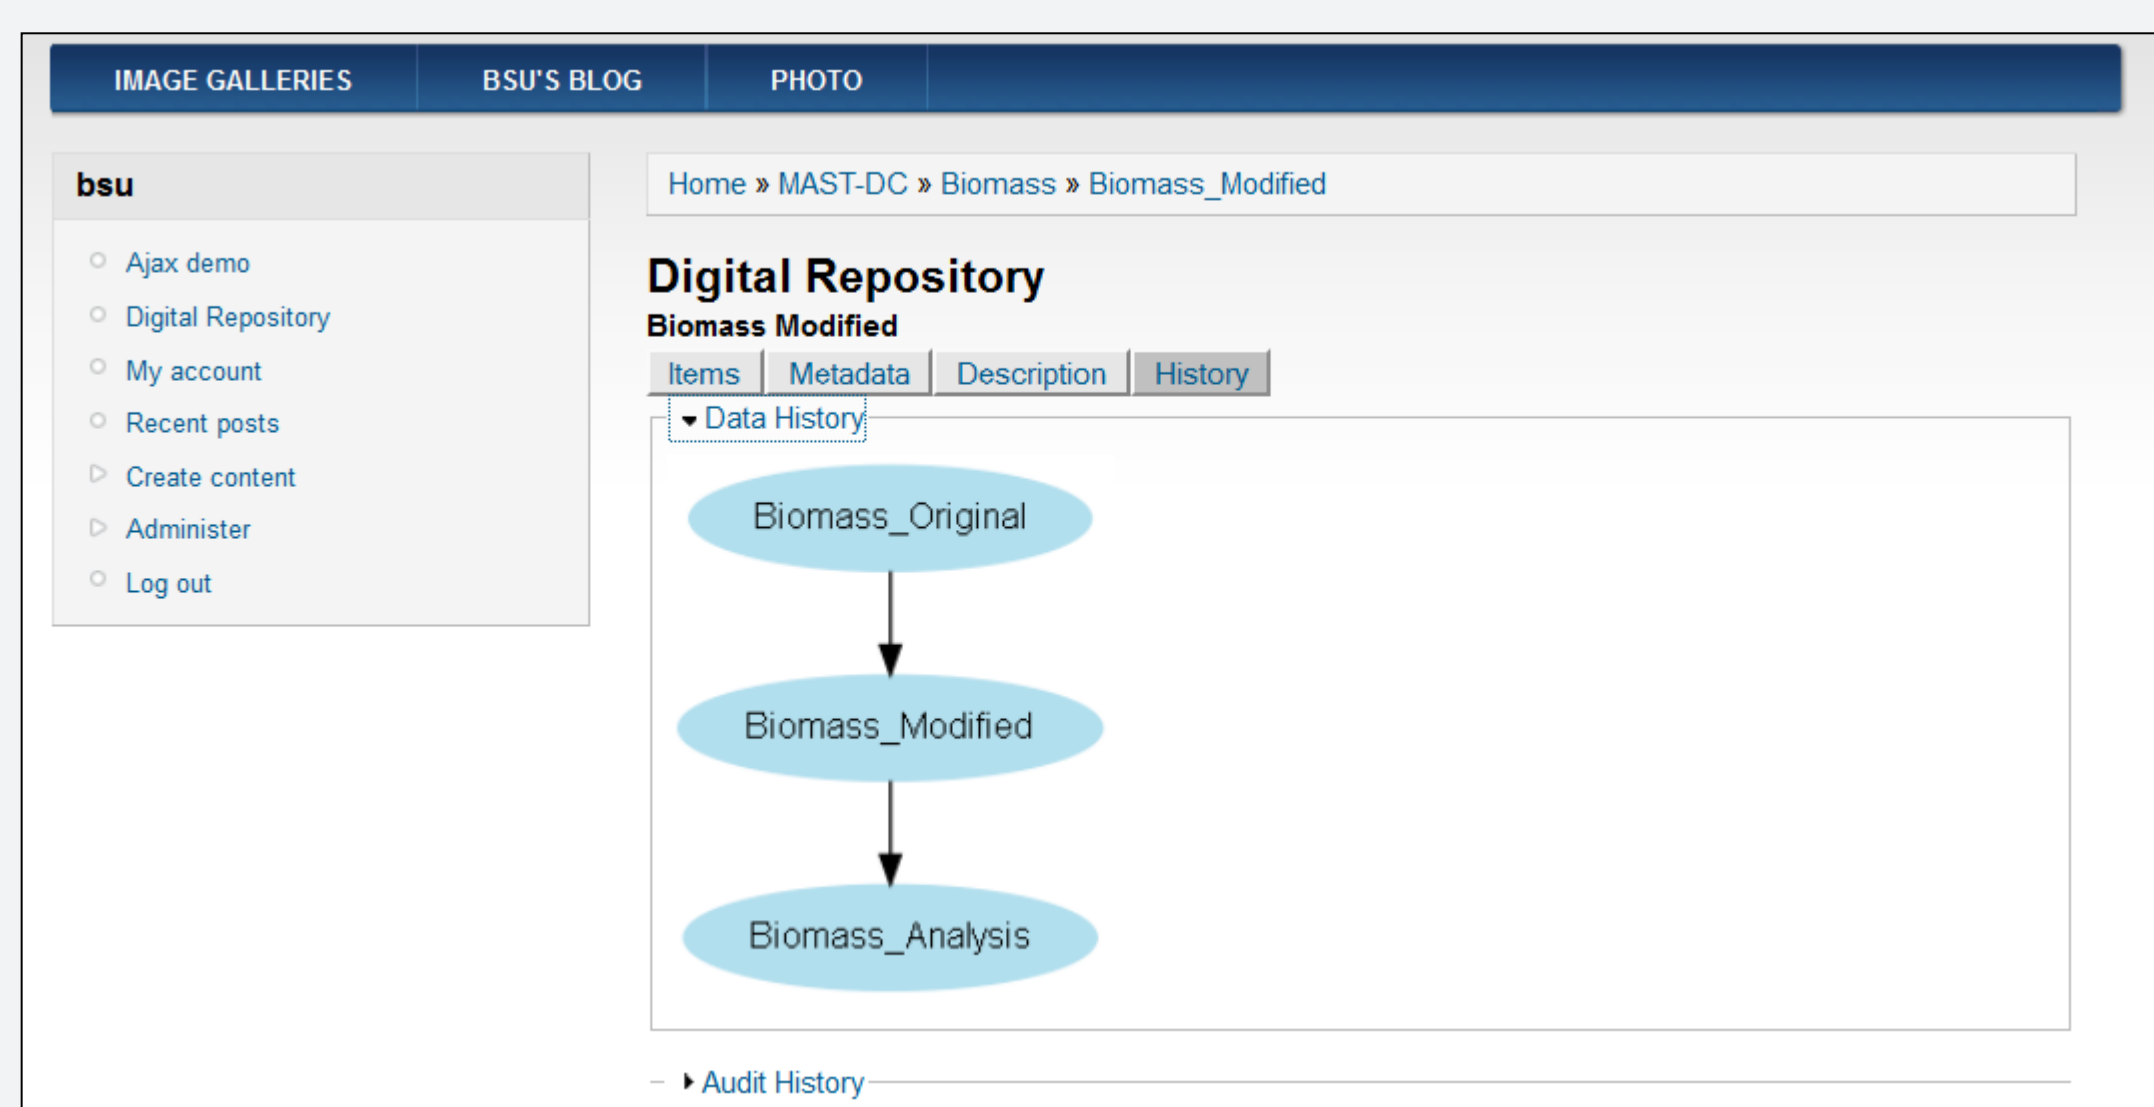 IMAGE GALLERIES BSU'S BLOG PHOTO
bsu
Ajax demo
Digital Repository
My account
Recent posts
Create content
Administer
Log out
Home » MAST-DC » Biomass » Biomass_Modified
Digital Repository
Biomass Modified
Items Metadata Description History
Data History
Biomass_Original
Biomass_Modified
Biomass_Analysis
Audit History